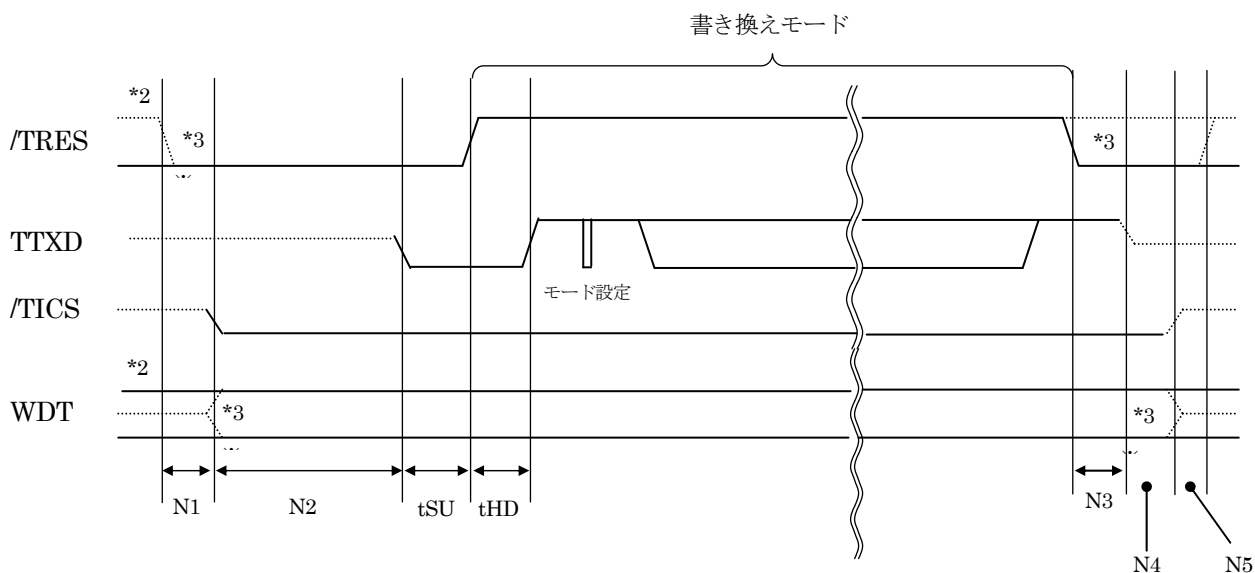 書き換えモード
*2
/TRES
*3
*3
TTXD
モード設定
/TICS
*2
WDT
*3
*3
N1
N2
tSU
tHD
N3
N4
N5